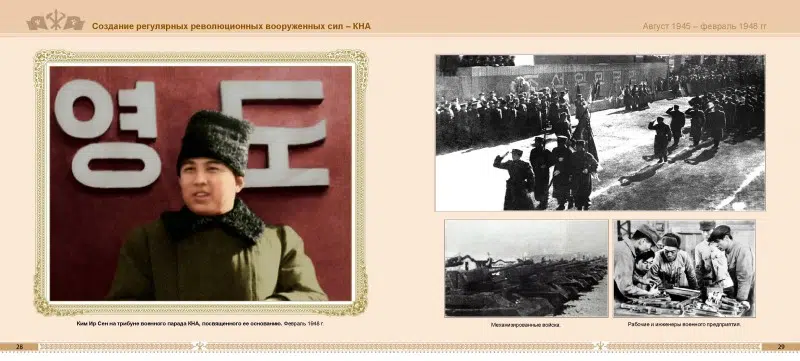 Создание регулярных революционных вооруженных сил – КНА
Август 1945 – февраль 1948 гг
영도
Ким Ир Сен на трибуне военного парада КНА, посвященного ее основанию. Февраль 1948 г.
Механизированные войска.
Рабочие и инженеры военного предприятия.
28
29